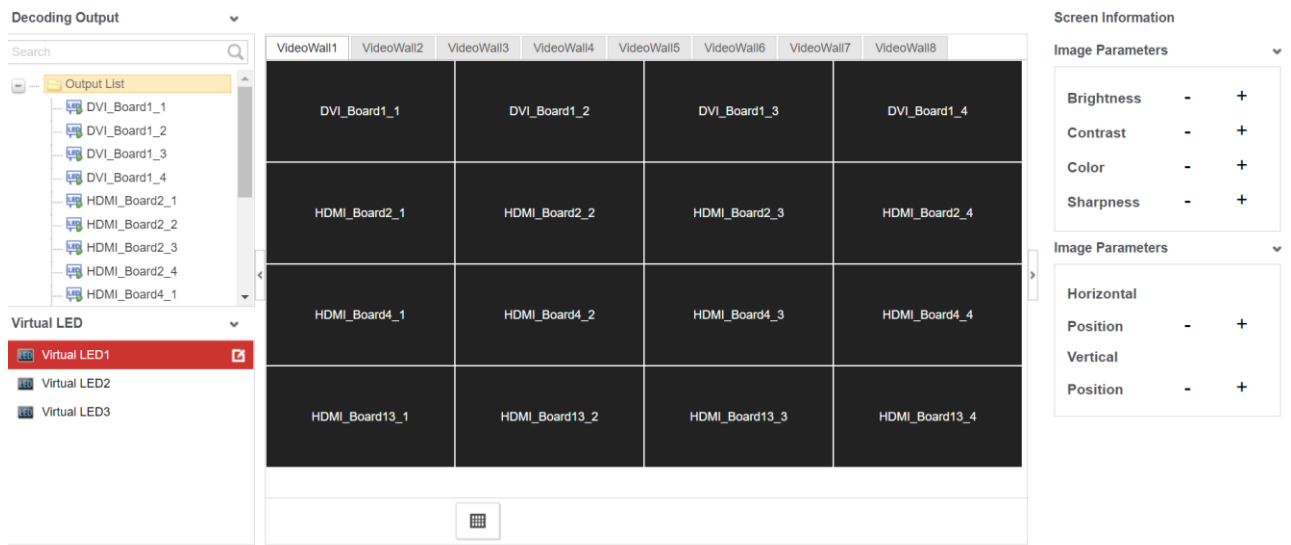 Decoding Output
Search
Output List
DVI_Board1_1
DVI_Board1_2
DVI_Board1_3
DVI_Board1_4
HDMI_Board2_1
HDMI_Board2_2
HDMI_Board2_3
HDMI_Board2_4
HDMI_Board4_1
Virtual LED
Virtual LED1
Virtual LED2
Virtual LED3
VideoWall1 VideoWall2 VideoWall3 VideoWall4 VideoWall5 VideoWall6 VideoWall7 VideoWall8
DVI_Board1_1 DVI_Board1_2 DVI_Board1_3 DVI_Board1_4
HDMI_Board2_1 HDMI_Board2_2 HDMI_Board2_3 HDMI_Board2_4
HDMI_Board4_1 HDMI_Board4_2 HDMI_Board4_3 HDMI_Board4_4
HDMI_Board13_1 HDMI_Board13_2 HDMI_Board13_3 HDMI_Board13_4
Screen Information
Image Parameters
Brightness - +
Contrast - +
Color - +
Sharpness - +
Image Parameters
Horizontal
Position - +
Vertical
Position - +